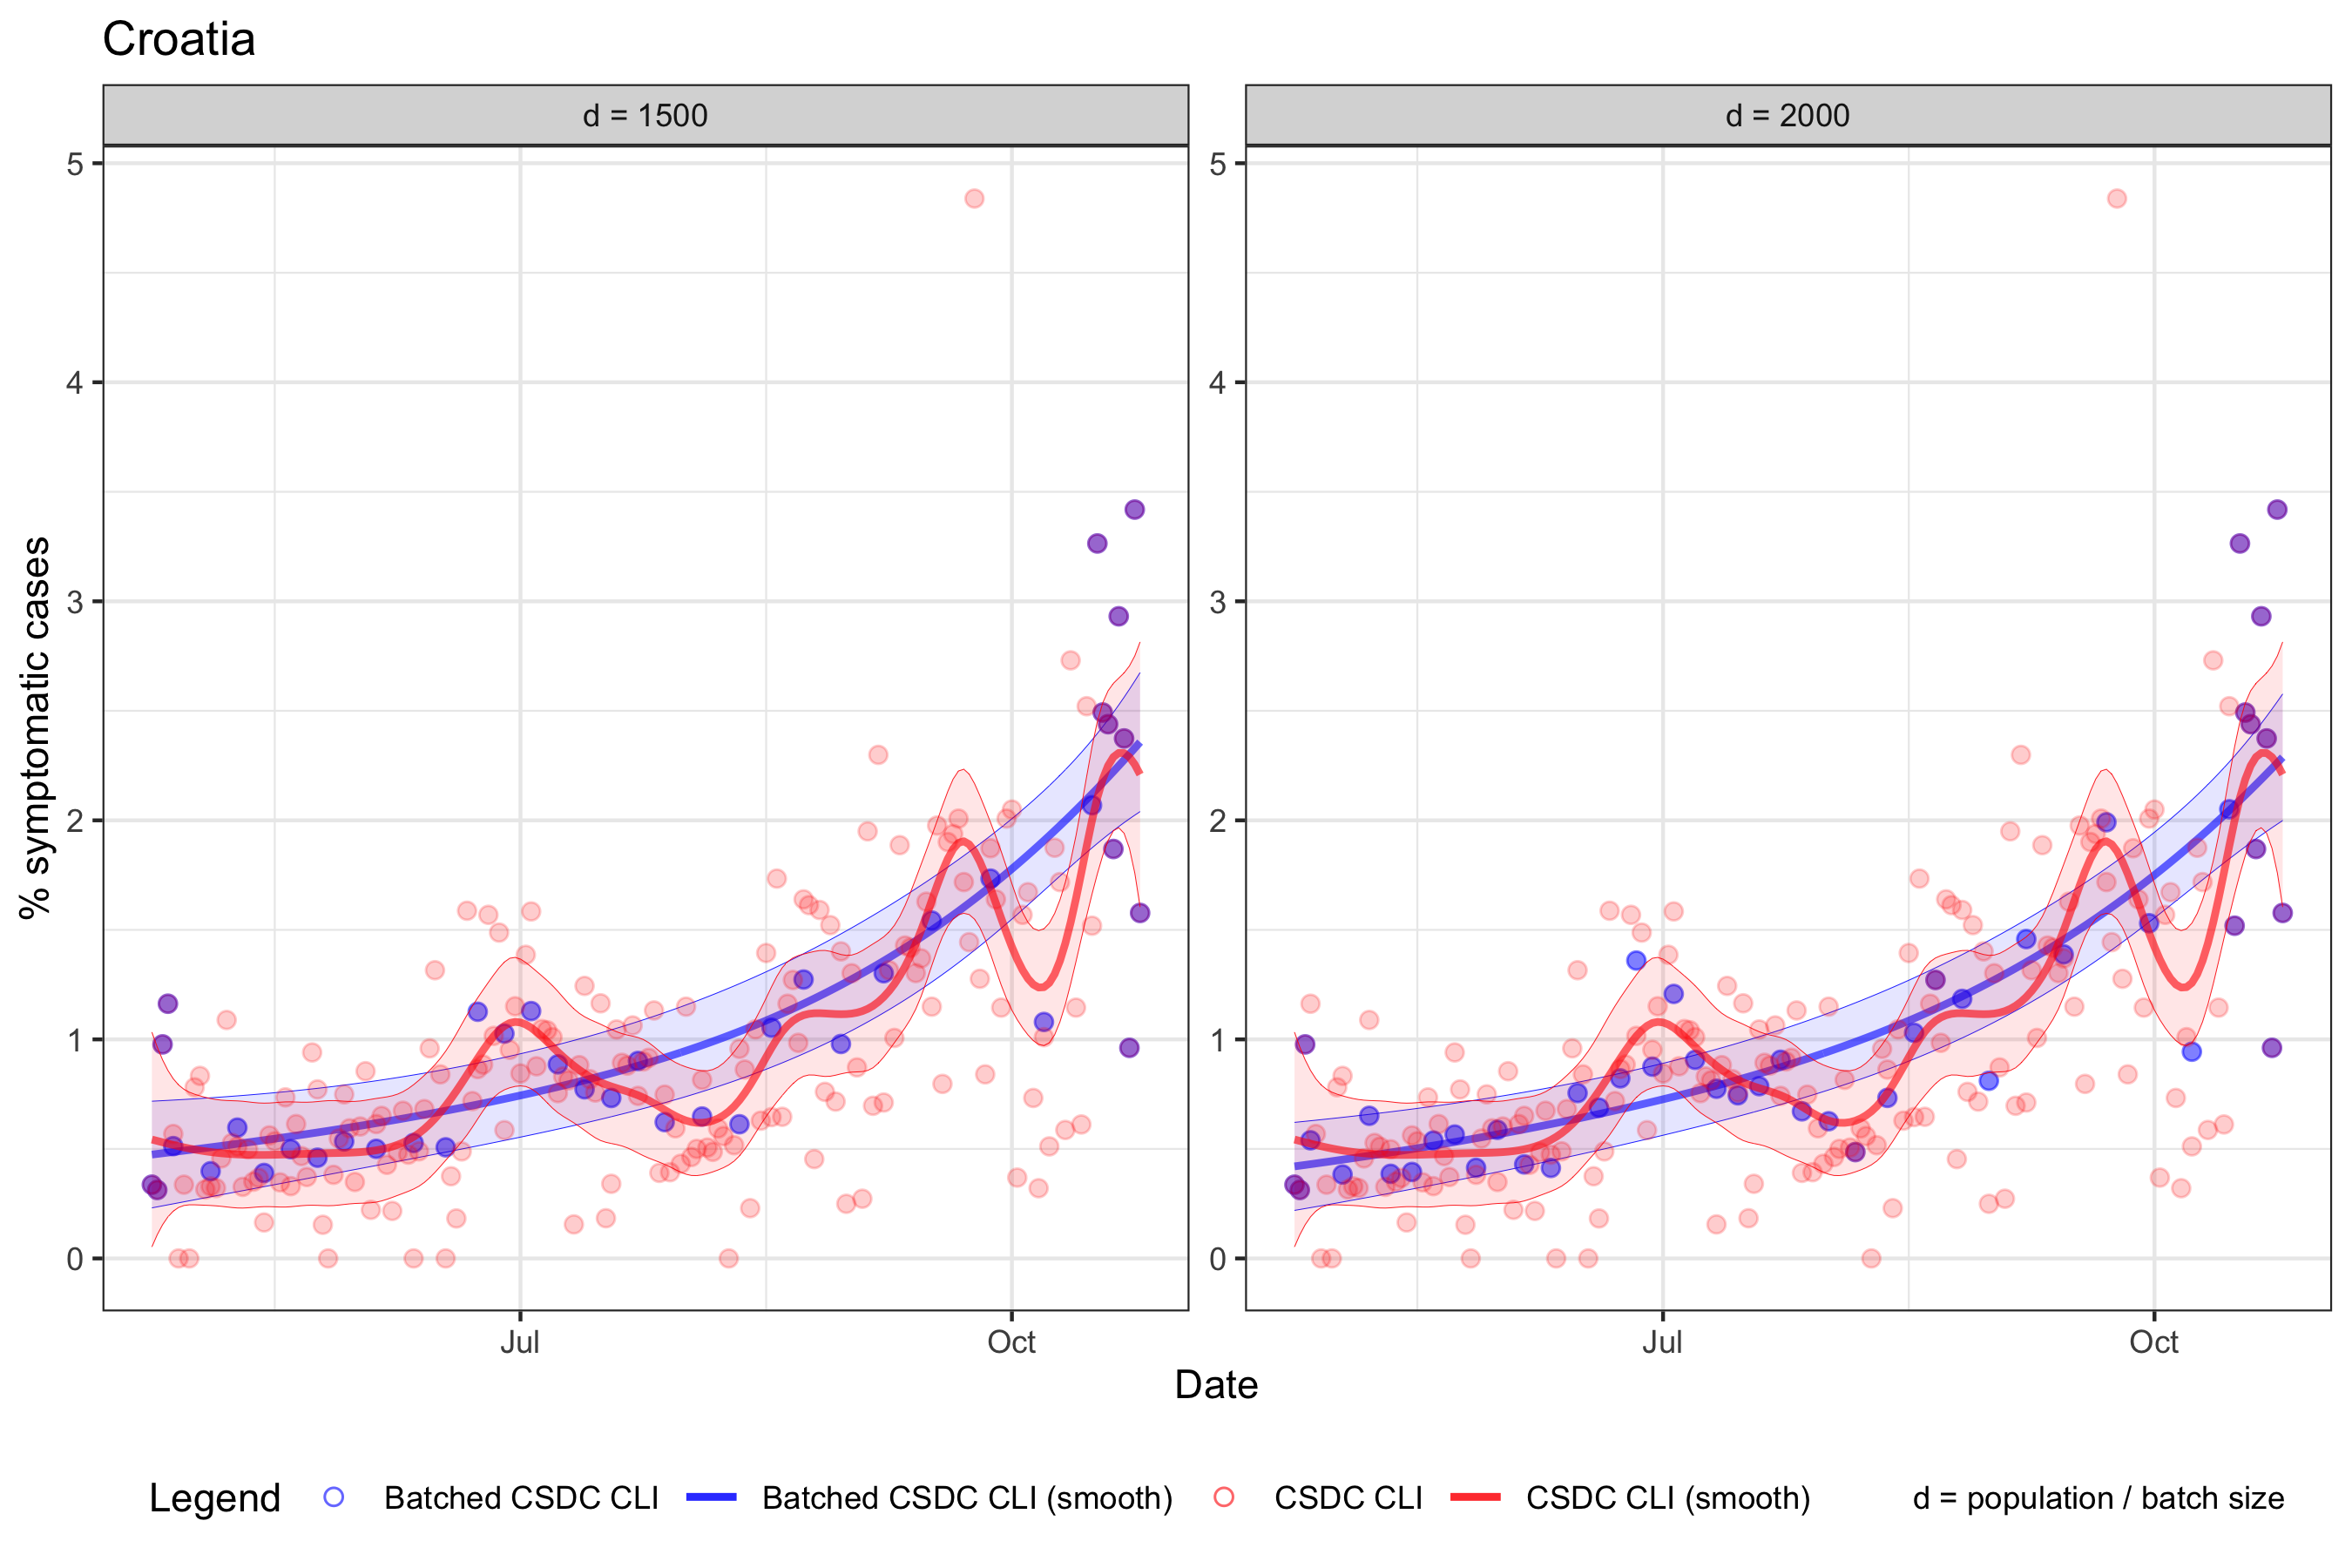 Croatia
d = 1500
d = 2000
% symptomatic cases
5
4
3
2
1
0
5
4
3
2
1
0
Jul
Oct
Jul
Oct
Date
Legend
Batched CSDC CLI
Batched CSDC CLI (smooth)
CSDC CLI
CSDC CLI (smooth)
d = population / batch size